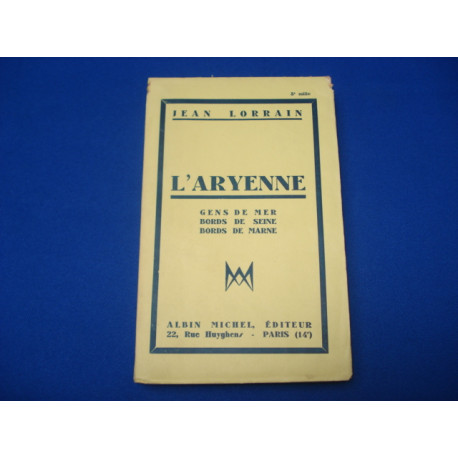 JEAN LORRAIN
L'ARYENNE
GENS DE MER
BORDS DE SEINE
BORDS DE MARNE
ALBIN MICHEL, ÉDITEUR
22, Rue Huyghens - PARIS (14ᵉ)